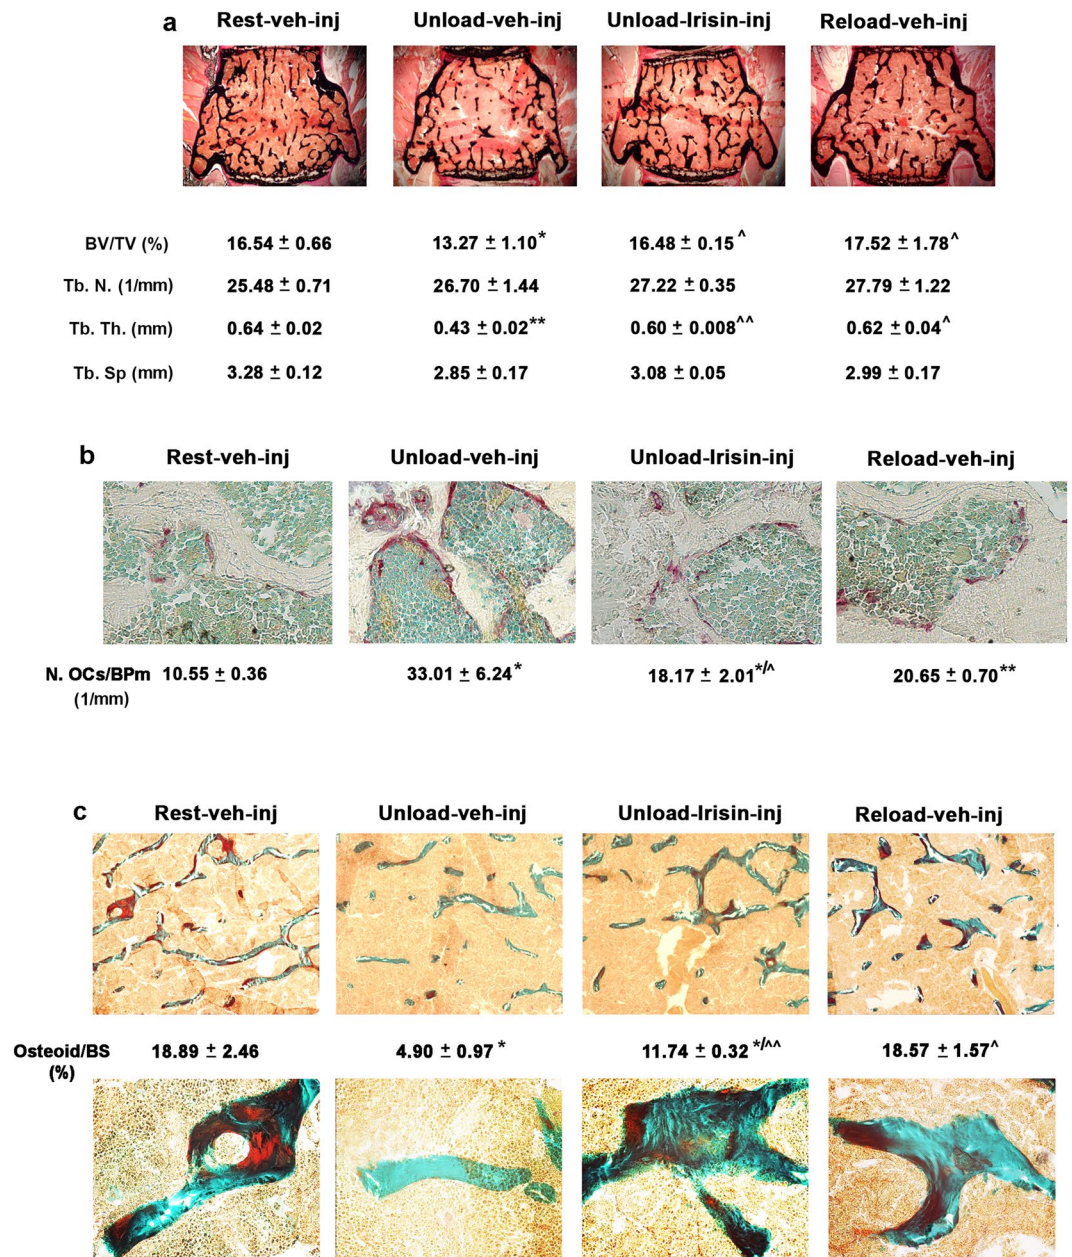 a Rest-veh-inj Unload-veh-inj Unload-Irisin-inj Reload-veh-inj
BV/TV (%) 16.54 ± 0.66 13.27 ± 1.10* 16.48 ± 0.15^ 17.52 ± 1.78^
Tb. N. (1/mm) 25.48 ± 0.71 26.70 ± 1.44 27.22 ± 0.35 27.79 ± 1.22
Tb. Th. (mm) 0.64 ± 0.02 0.43 ± 0.02** 0.60 ± 0.008^^ 0.62 ± 0.04^
Tb. Sp (mm) 3.28 ± 0.12 2.85 ± 0.17 3.08 ± 0.05 2.99 ± 0.17
b Rest-veh-inj Unload-veh-inj Unload-Irisin-inj Reload-veh-inj
N. OCs/BPm 10.55 ± 0.36 33.01 ± 6.24* 18.17 ± 2.01*/^ 20.65 ± 0.70**
(1/mm)
c Rest-veh-inj Unload-veh-inj Unload-Irisin-inj Reload-veh-inj
Osteoid/BS 18.89 ± 2.46 4.90 ± 0.97* 11.74 ± 0.32*/^^ 18.57 ± 1.57^
(%)